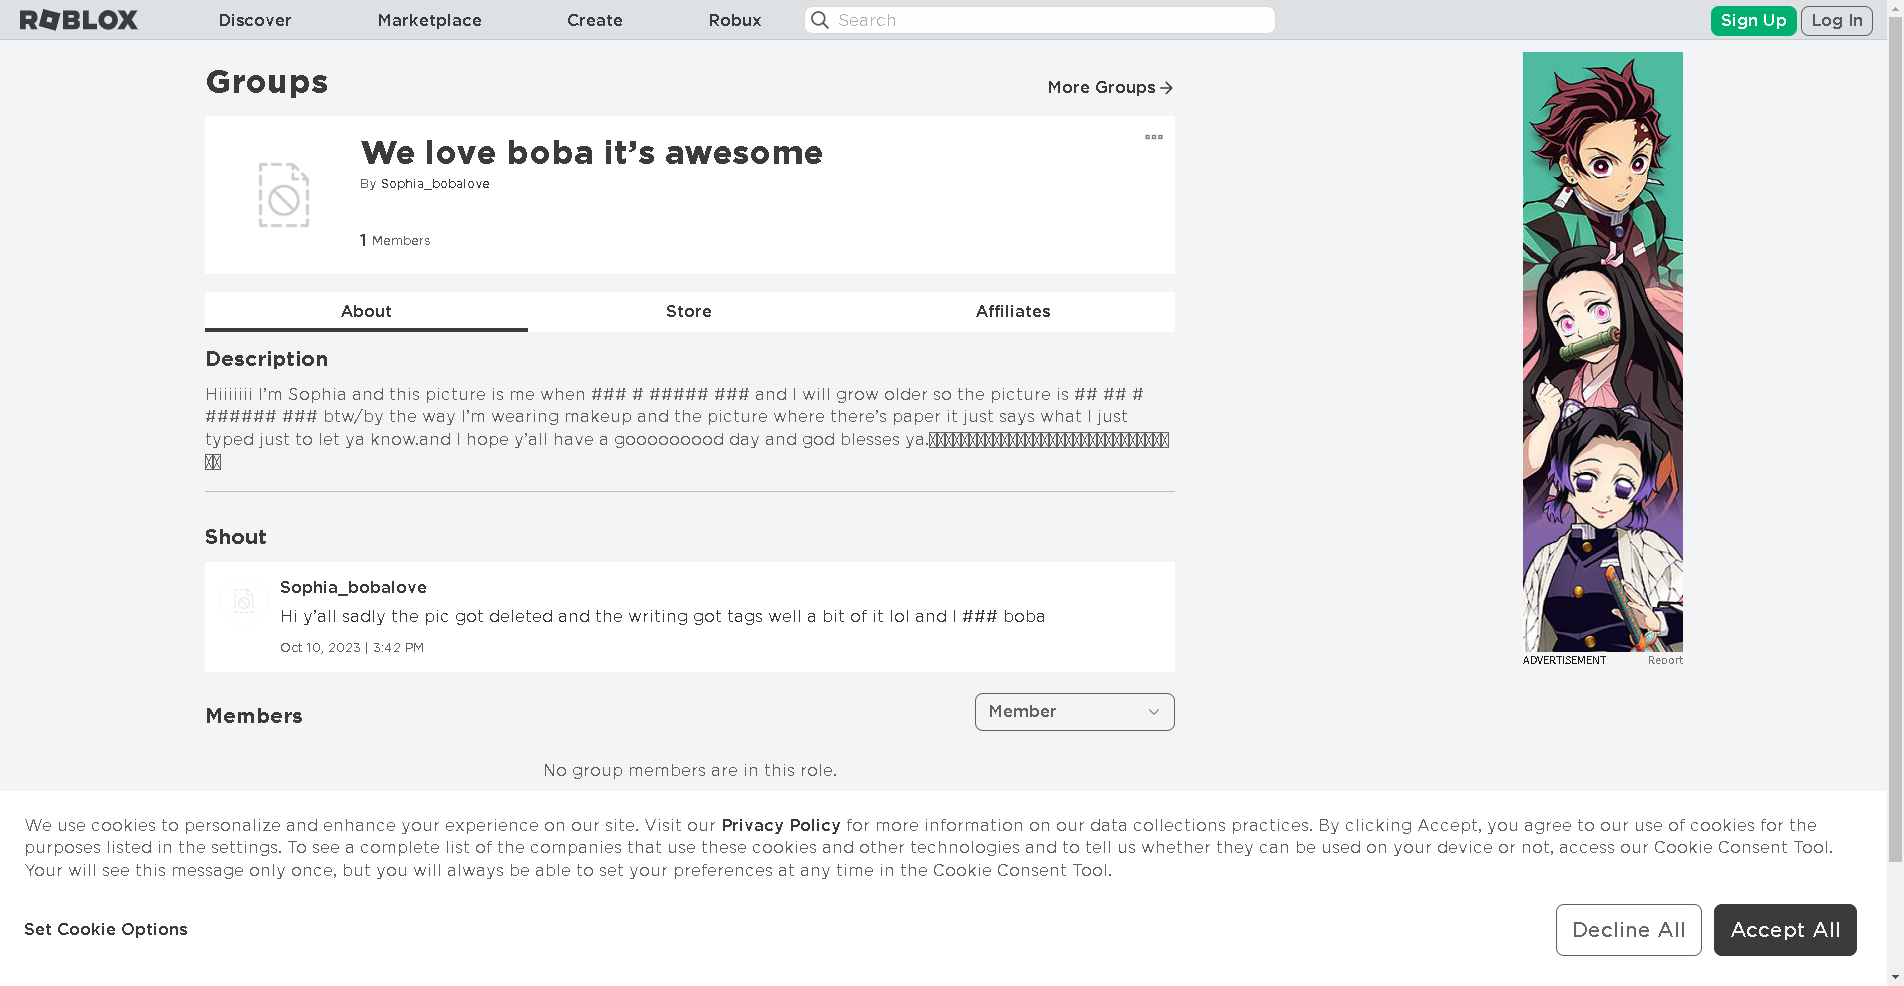 ROBLOX
Discover
Marketplace
Create
Robux
Search
Sign Up
Log In
Groups
More Groups
We love boba it's awesome
By Sophia_bobalove
1 Members
About
Store
Affiliates
Description
Hiiiiiii I'm Sophia and this picture is me when ### # ##### ### and I will grow older so the picture is ## ## #
###### ### btw/by the way I'm wearing makeup and the picture where there's paper it just says what I just
typed just to let ya know.and I hope y'all have a gooooooood day and god blesses ya.
Shout
Sophia_bobalove
Hi y'all sadly the pic got deleted and the writing got tags well a bit of it lol and I ### boba
Oct 10, 2023 | 3:42 PM
Members
Member
No group members are in this role.
ADVERTISEMENT
Report
We use cookies to personalize and enhance your experience on our site. Visit our Privacy Policy for more information on our data collections practices. By clicking Accept, you agree to our use of cookies for the
purposes listed in the settings. To see a complete list of the companies that use these cookies and other technologies and to tell us whether they can be used on your device or not, access our Cookie Consent Tool.
Your will see this message only once, but you will always be able to set your preferences at any time in the Cookie Consent Tool.
Set Cookie Options
Decline All
Accept All